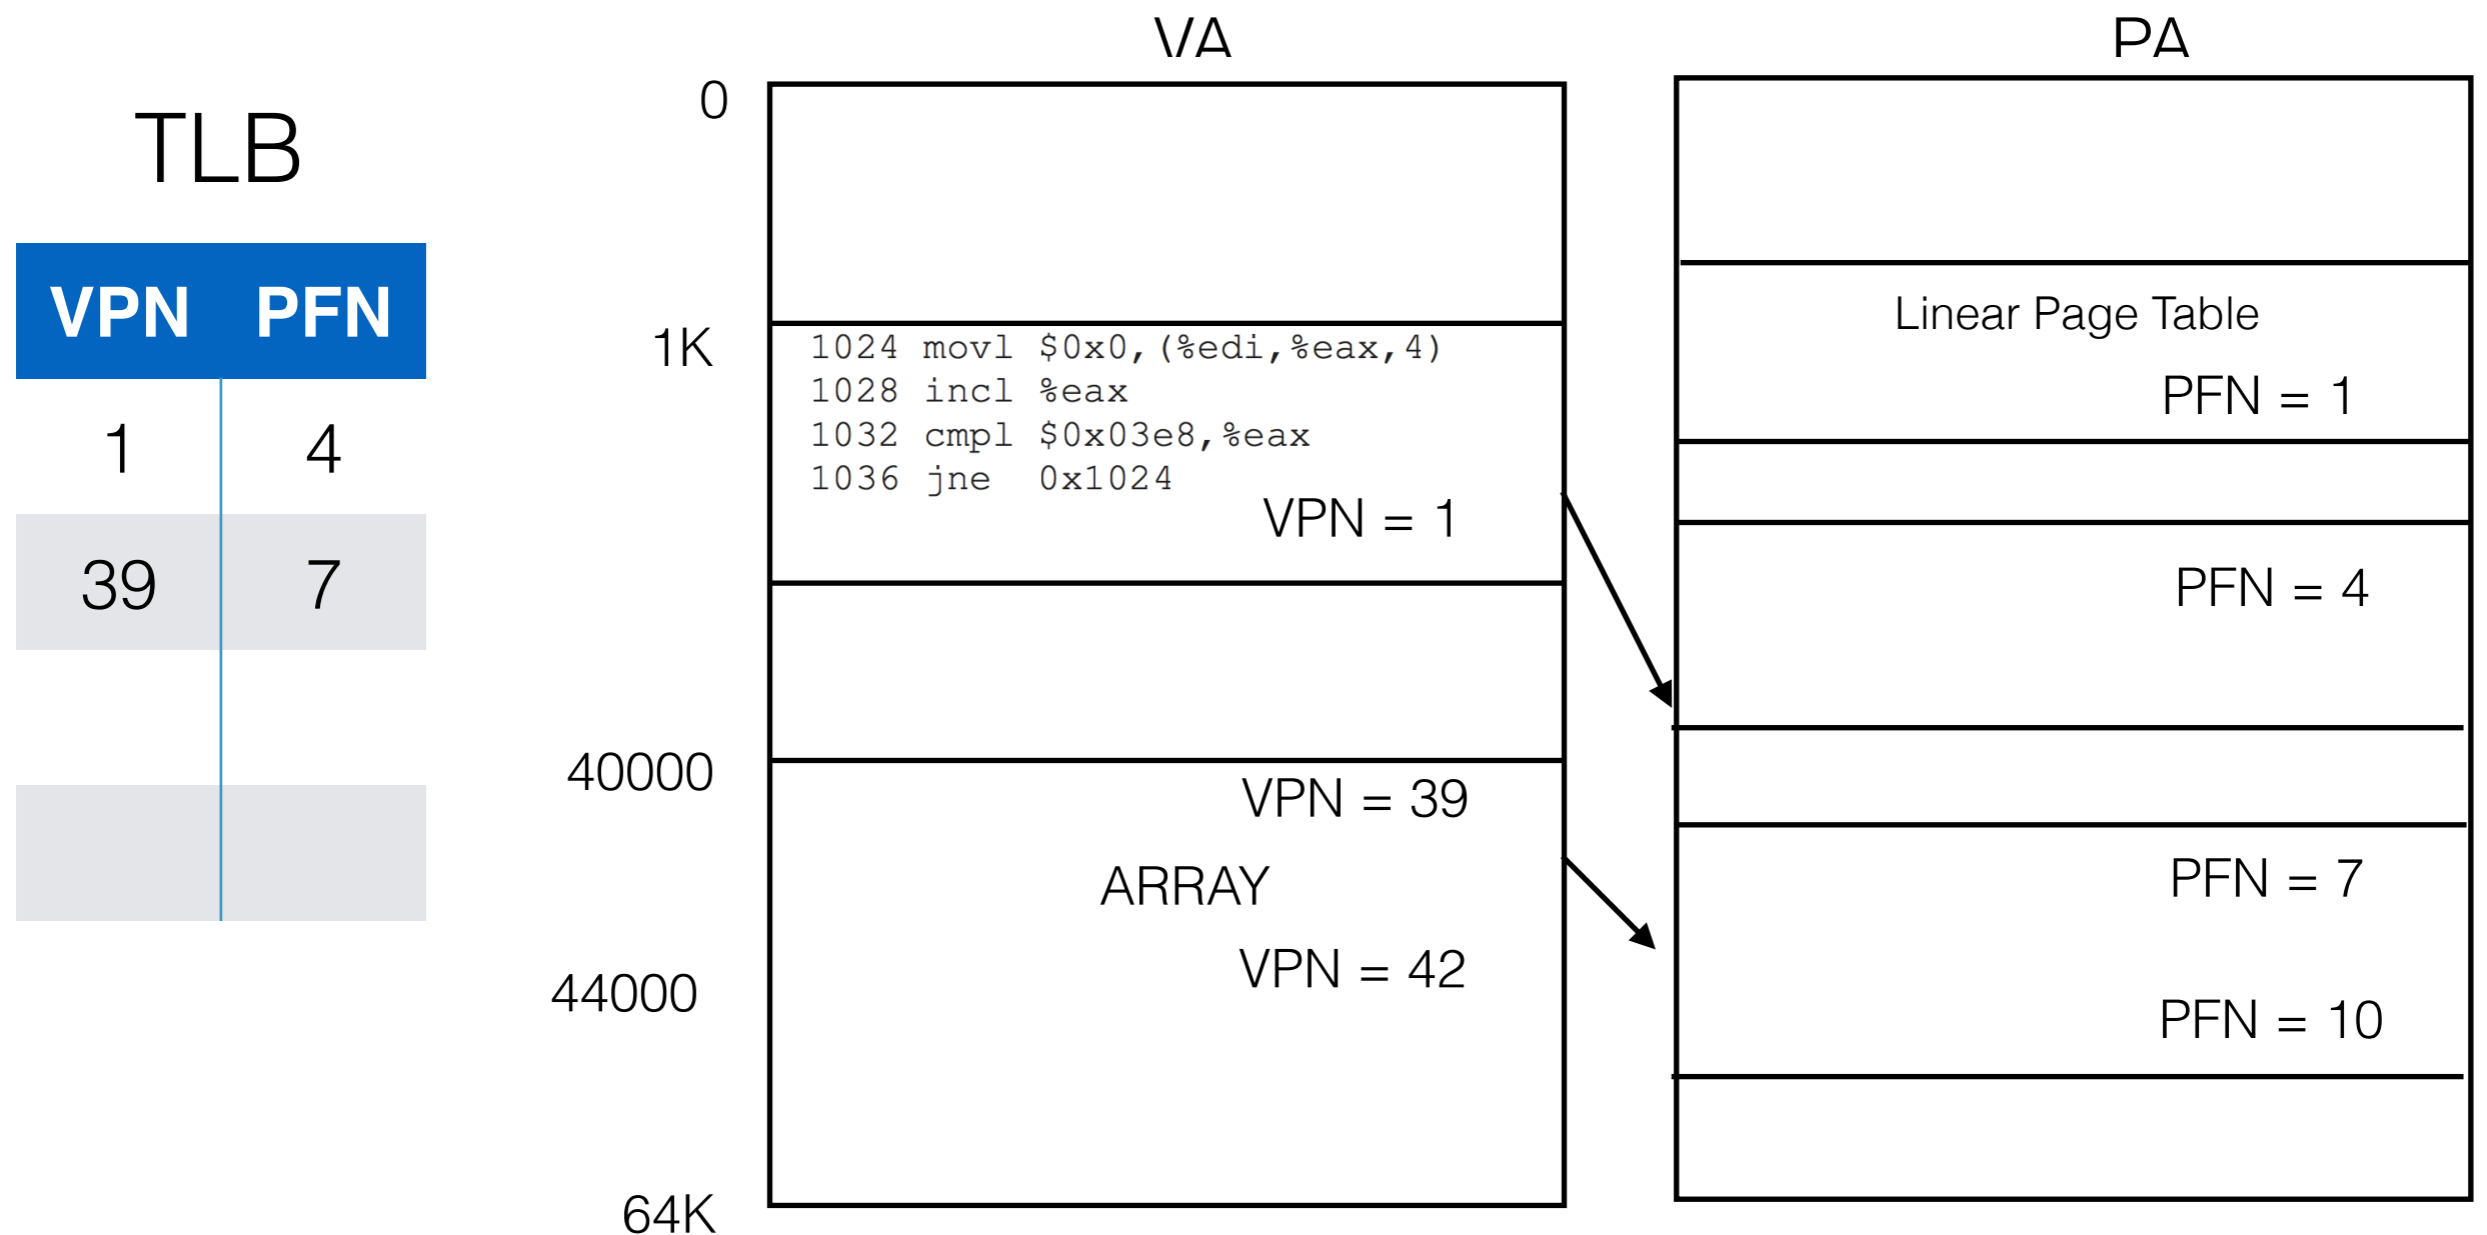 TLB
VPN PFN
1 4
39 7
VA
0
1K
1024 movl $0x0,(%edi,%eax,4)
1028 incl %eax
1032 cmpl $0x03e8,%eax
1036 jne 0x1024
VPN = 1
40000
VPN = 39
ARRAY
VPN = 42
44000
64K
PA
Linear Page Table
PFN = 1
PFN = 4
PFN = 7
PFN = 10